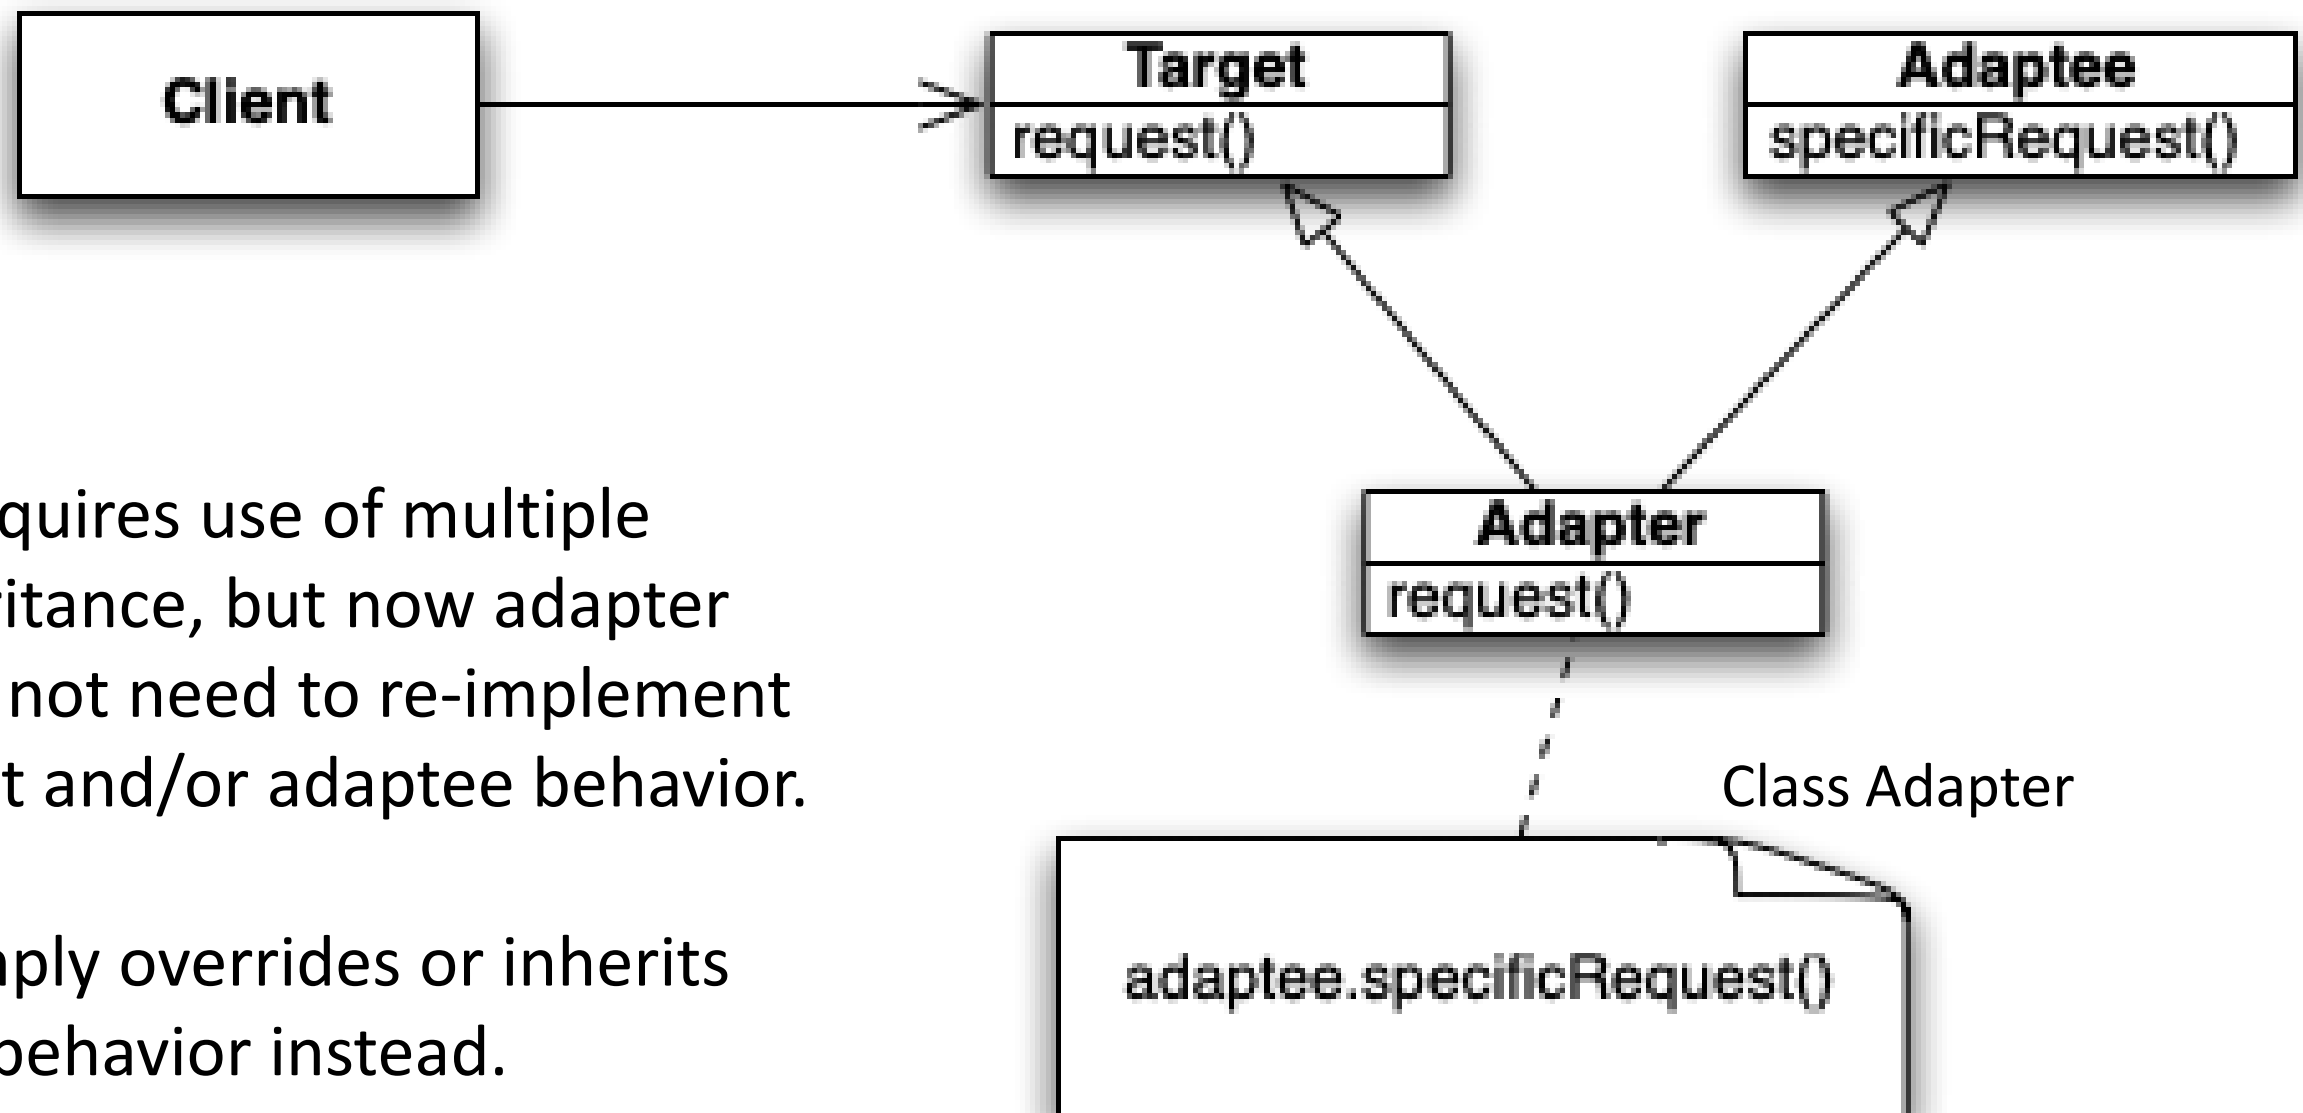 Client
Target
request()
Adaptee
specificRequest()
Adapter
request()
quires use of multiple
ritance, but now adapter
not need to re-implement
t and/or adaptee behavior.
Class Adapter
adaptee.specificRequest()
ply overrides or inherits
behavior instead.